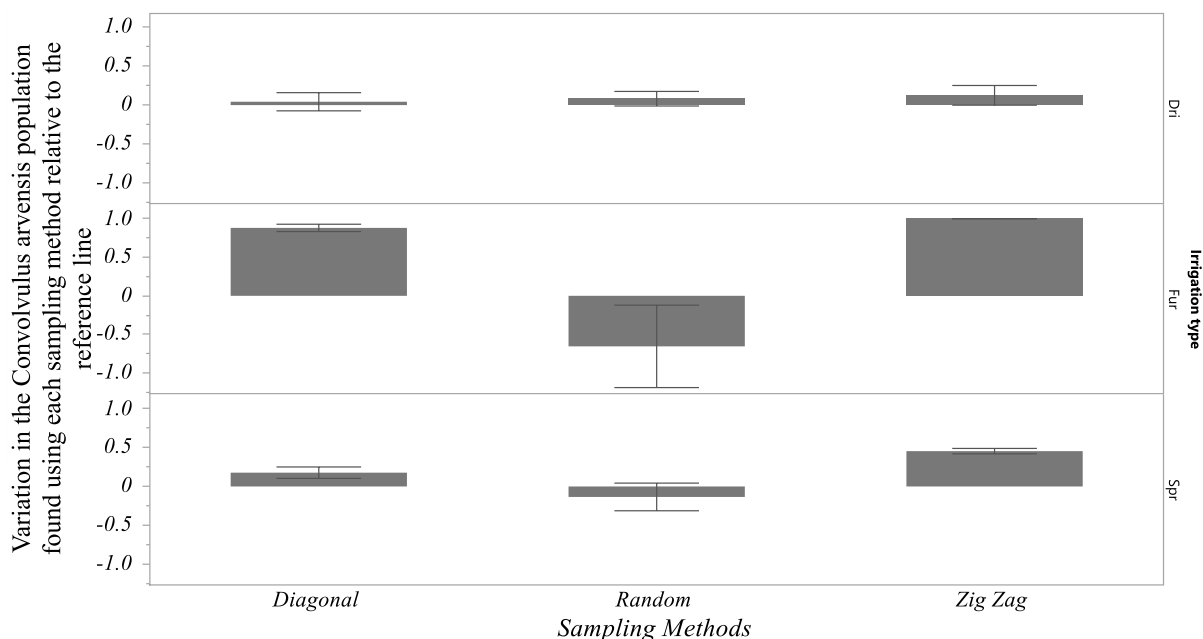 Variation in the Convolvulus arvensis population
found using each sampling method relative to the
reference line
1.0
0.5
0
-0.5
-1.0
Dri
1.0
0.5
0
-0.5
-1.0
Fur
1.0
0.5
0
-0.5
-1.0
Spr
Irrigation type
Diagonal
Random
Zig Zag
Sampling Methods